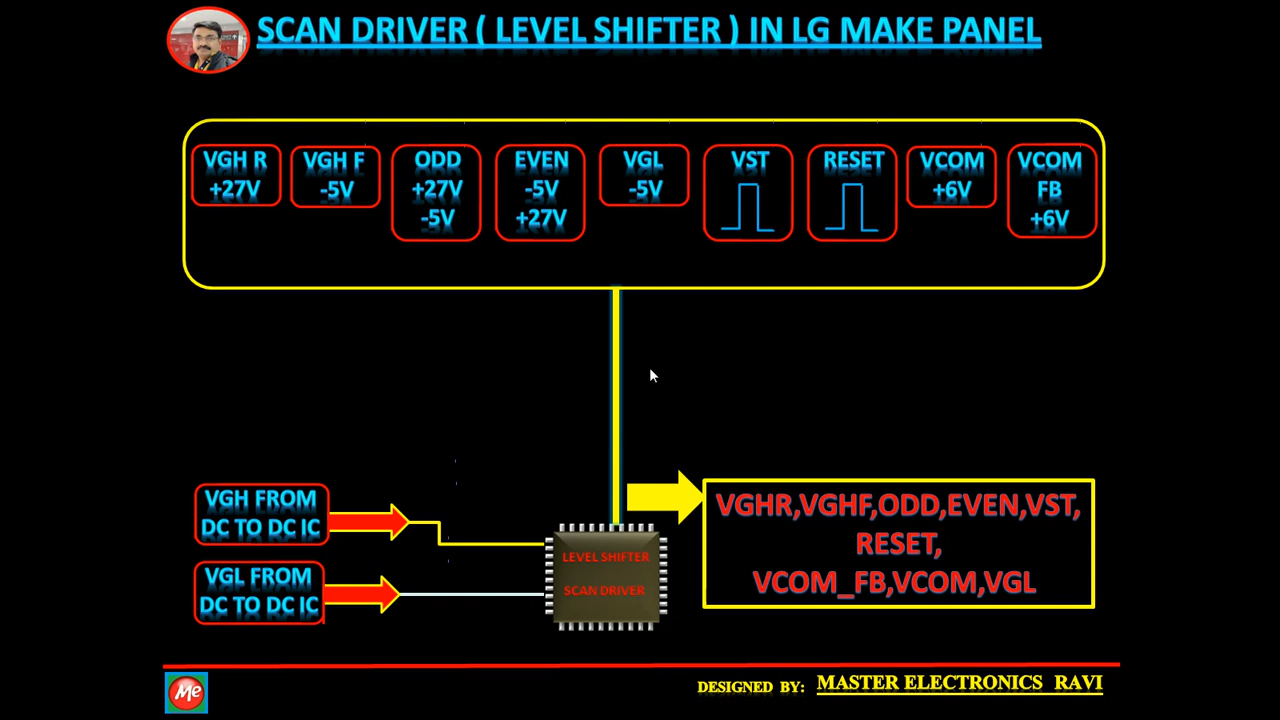 SCAN DRIVER ( LEVEL SHIFTER ) IN LG MAKE PANEL
VGH R
+27V
VGH F
-5V
ODD
+27V
-5V
EVEN
-5V
+27V
VGL
-5V
VST
RESET
VCOM
+6V
VCOM
FB
+6V
VGH FROM
DC TO DC IC
VGL FROM
DC TO DC IC
LEVEL SHIFTER
SCAN DRIVER
VGHR,VGHF,ODD,EVEN,VST,
RESET,
VCOM_FB,VCOM,VGL
Me
DESIGNED BY: MASTER ELECTRONICS RAVI